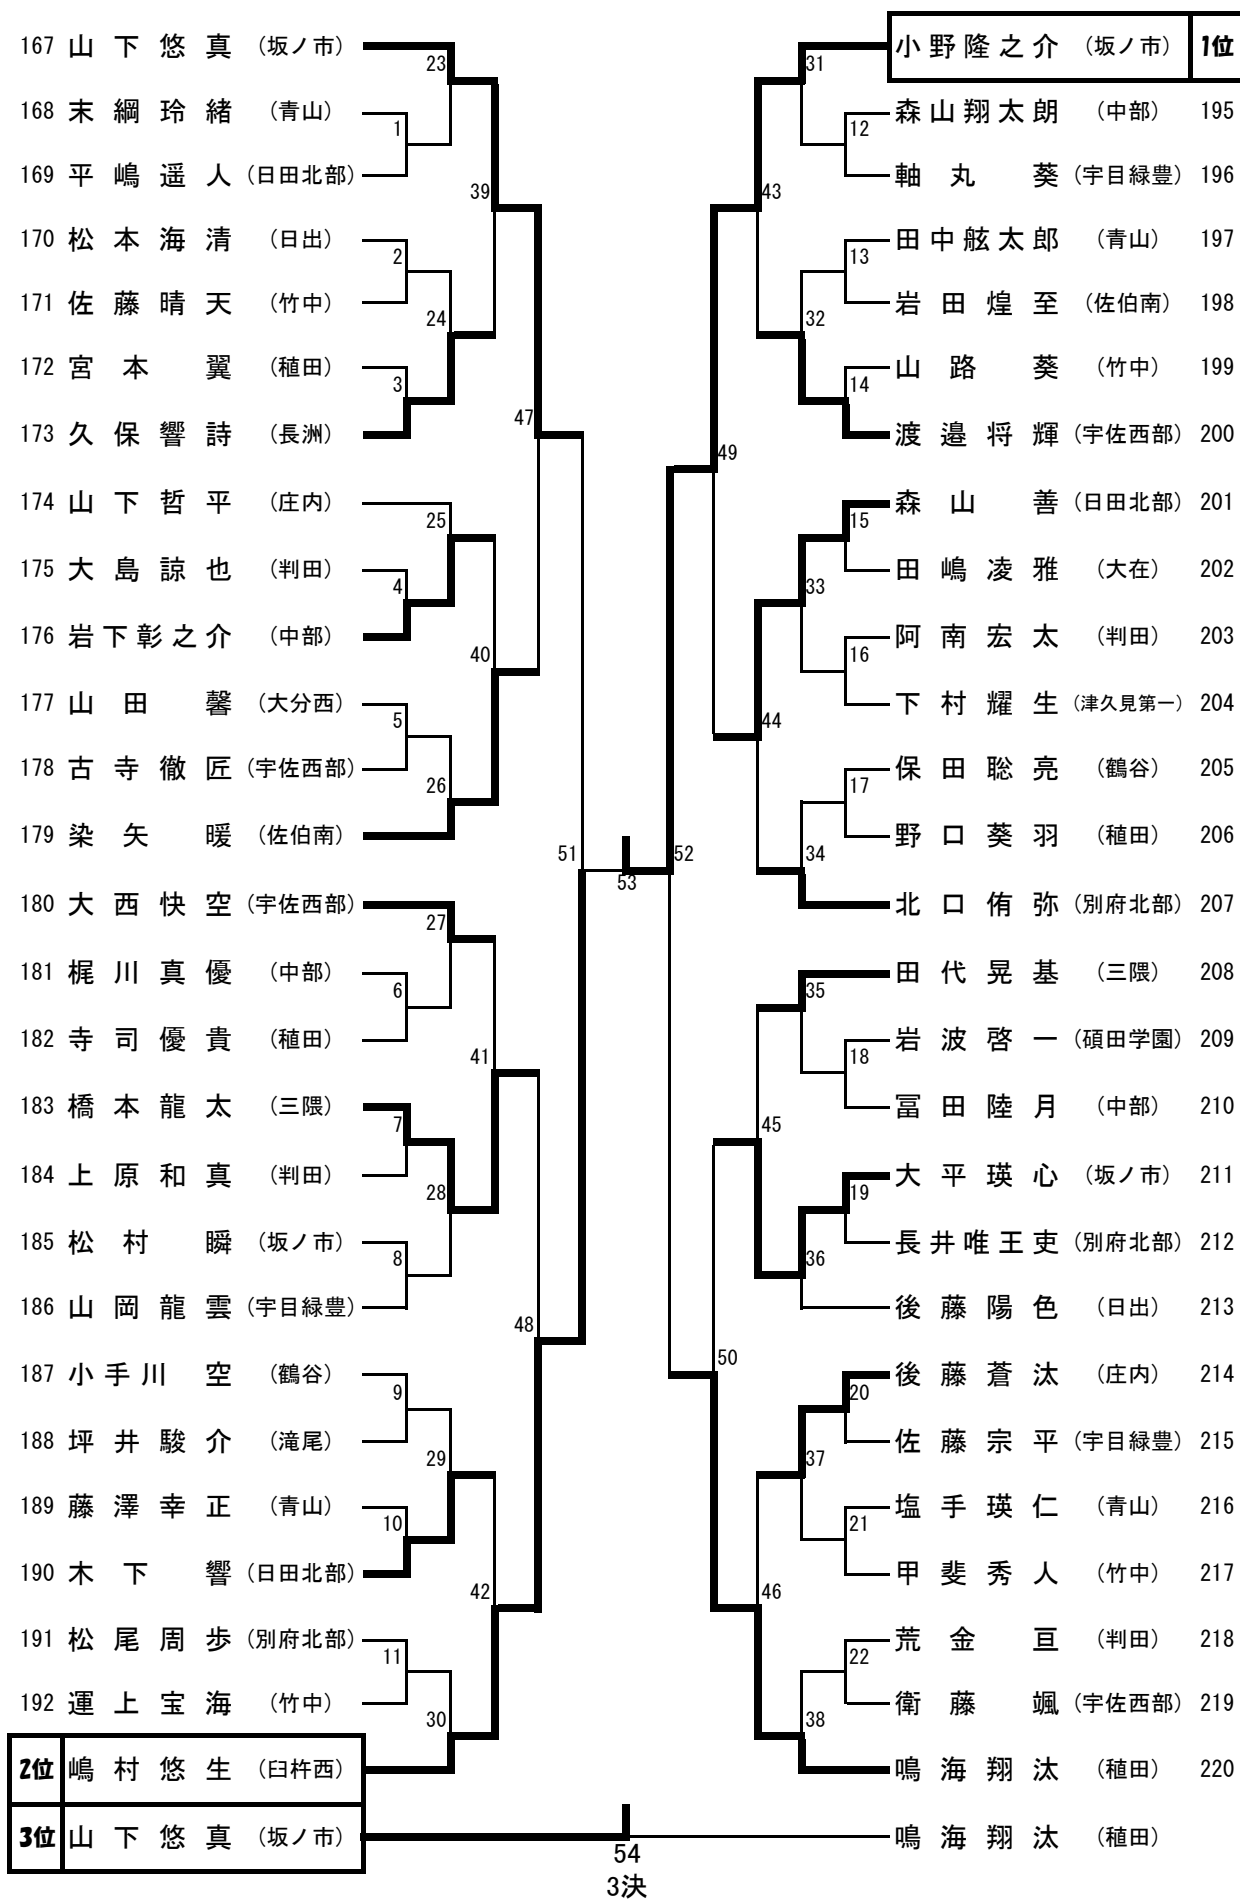 167 山下悠真 (坂ノ市)
168 末綱玲緒 (青山)
169 平嶋遥人 (日田北部)
170 松本海清 (日出)
171 佐藤晴天 (竹中)
172 宮本翼 (稙田)
173 久保響詩 (長洲)
174 山下哲平 (庄内)
175 大島諒也 (判田)
176 岩下彰之介 (中部)
177 山田馨 (大分西)
178 古寺徹匠 (宇佐西部)
179 染矢暖 (佐伯南)
180 大西快空 (宇佐西部)
181 梶川真優 (中部)
182 寺司優貴 (稙田)
183 橋本龍太 (三隈)
184 上原和真 (判田)
185 松村瞬 (坂ノ市)
186 山岡龍雲 (宇目緑豊)
187 小手川空 (鶴谷)
188 坪井駿介 (滝尾)
189 藤澤幸正 (青山)
190 木下響 (日田北部)
191 松尾周歩 (別府北部)
192 運上宝海 (竹中)
2位 嶋村悠生 (臼杵西)
3位 山下悠真 (坂ノ市)
23
1
39
2
24
3
47
25
4
40
5
26
51
27
6
41
7
28
8
48
9
29
10
42
11
30
53
54
3決
31
12
43
13
32
14
49
15
33
16
44
17
34
52
35
18
45
19
36
50
20
37
21
46
22
38
小野隆之介 (坂ノ市) 1位
森山翔太朗 (中部) 195
軸丸葵 (宇目緑豊) 196
田中舷太郎 (青山) 197
岩田煌至 (佐伯南) 198
山路葵 (竹中) 199
渡邉将輝 (宇佐西部) 200
森山善 (日田北部) 201
田嶋凌雅 (大在) 202
阿南宏太 (判田) 203
下村耀生 (津久見第一) 204
保田聡亮 (鶴谷) 205
野口葵羽 (稙田) 206
北口侑弥 (別府北部) 207
田代晃基 (三隈) 208
岩波啓一 (碩田学園) 209
冨田陸月 (中部) 210
大平瑛心 (坂ノ市) 211
長井唯王吏 (別府北部) 212
後藤陽色 (日出) 213
後藤蒼汰 (庄内) 214
佐藤宗平 (宇目緑豊) 215
塩手瑛仁 (青山) 216
甲斐秀人 (竹中) 217
荒金亘 (判田) 218
衛藤颯 (宇佐西部) 219
鳴海翔汰 (稙田) 220
鳴海翔汰 (稙田)